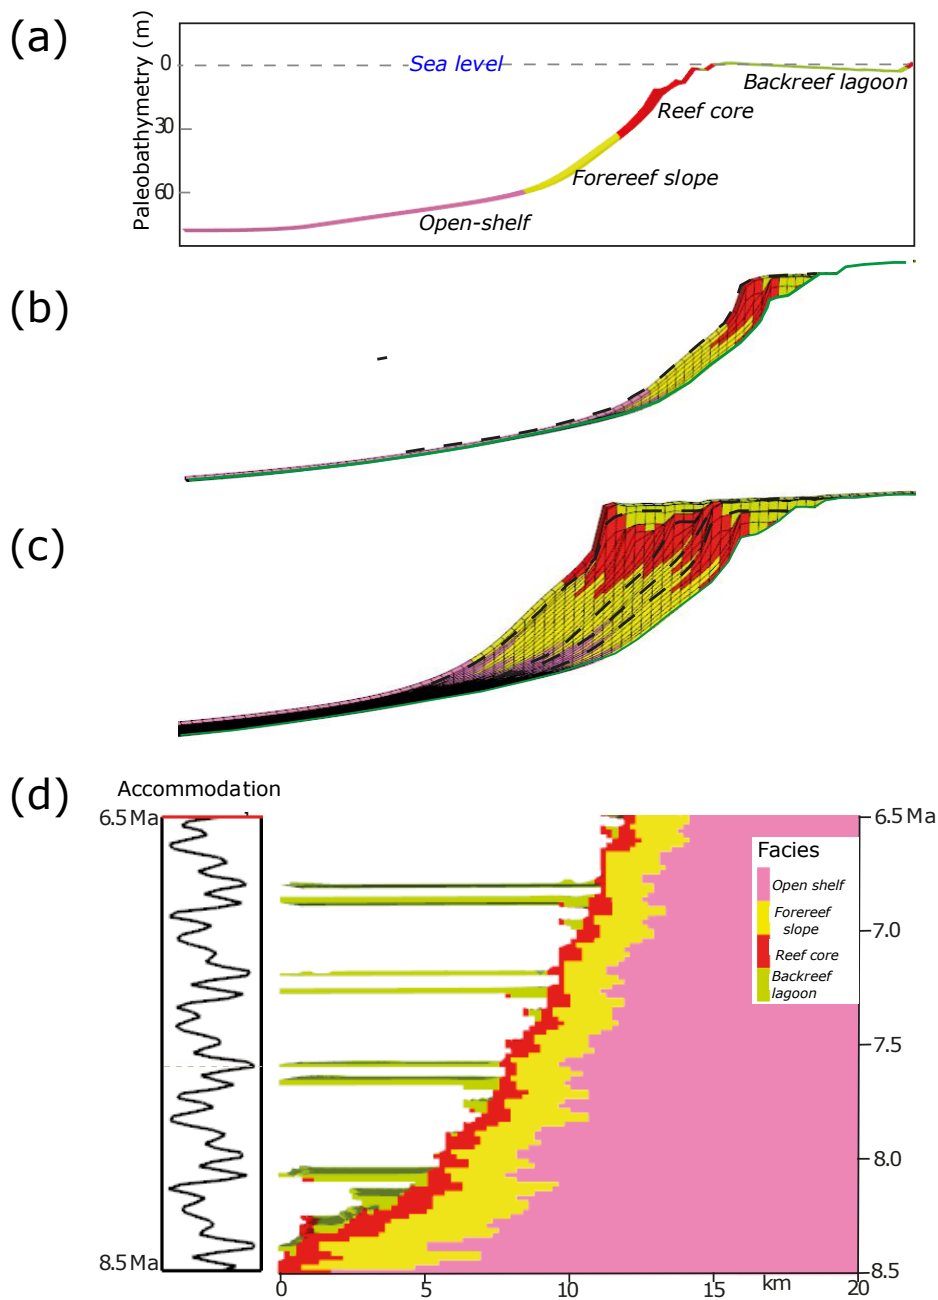 (a)
Paleobathymetry (m)
0
30
60
Sea level
Backreef lagoon
Reef core
Forereef slope
Open-shelf
(b)
(c)
(d)
Accommodation
6.5 Ma
8.5 Ma
6.5 Ma
7.0
7.5
8.0
8.5
Facies
Open shelf
Forereef
slope
Reef core
Backreef
lagoon
0
5
10
15
km
20